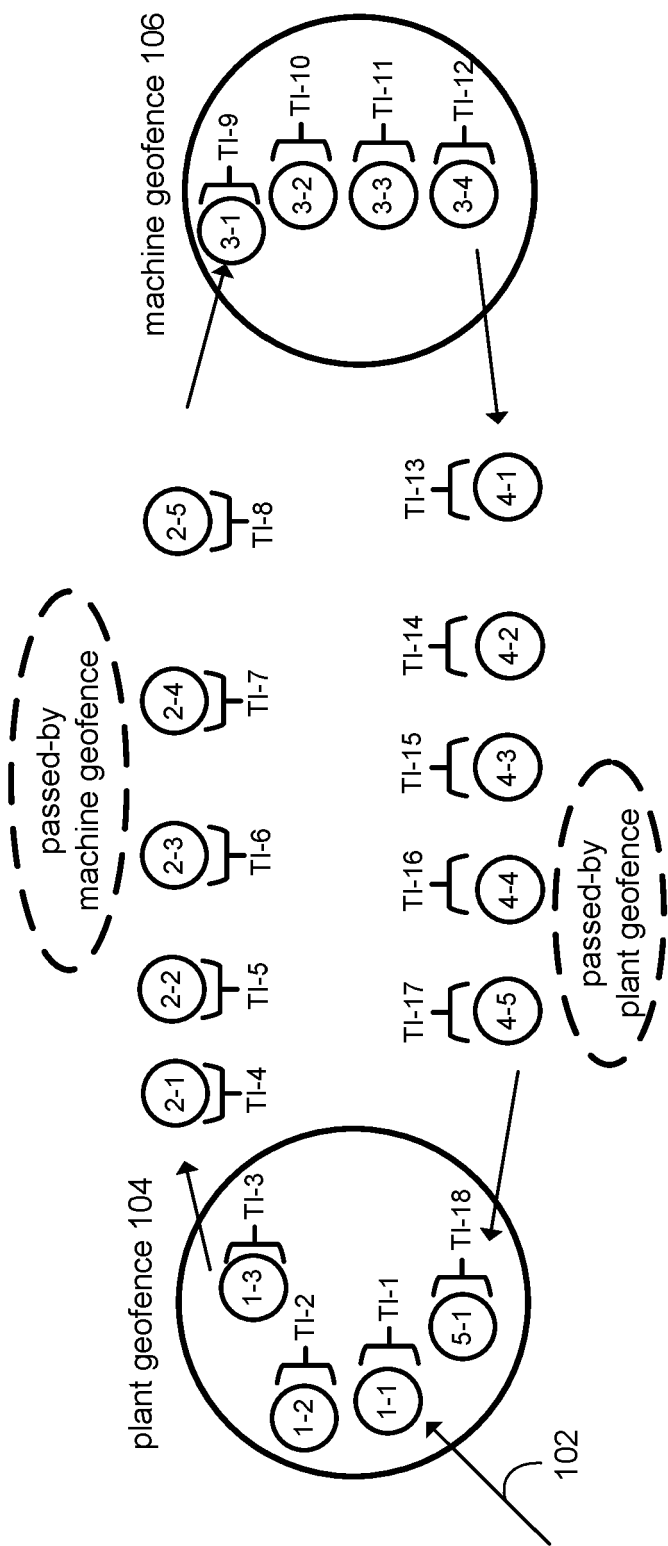 passed-by
machine geofence
plant geofence 104
machine geofence 106
2-1
2-2
2-3
2-4
2-5
TI-4
TI-5
TI-6
TI-7
TI-8
1-3
TI-3
1-2
TI-2
1-1
TI-1
5-1
TI-18
3-1
TI-9
3-2
TI-10
3-3
TI-11
3-4
TI-12
TI-17
TI-16
TI-15
TI-14
TI-13
4-5
4-4
4-3
4-2
4-1
102
passed-by
plant geofence